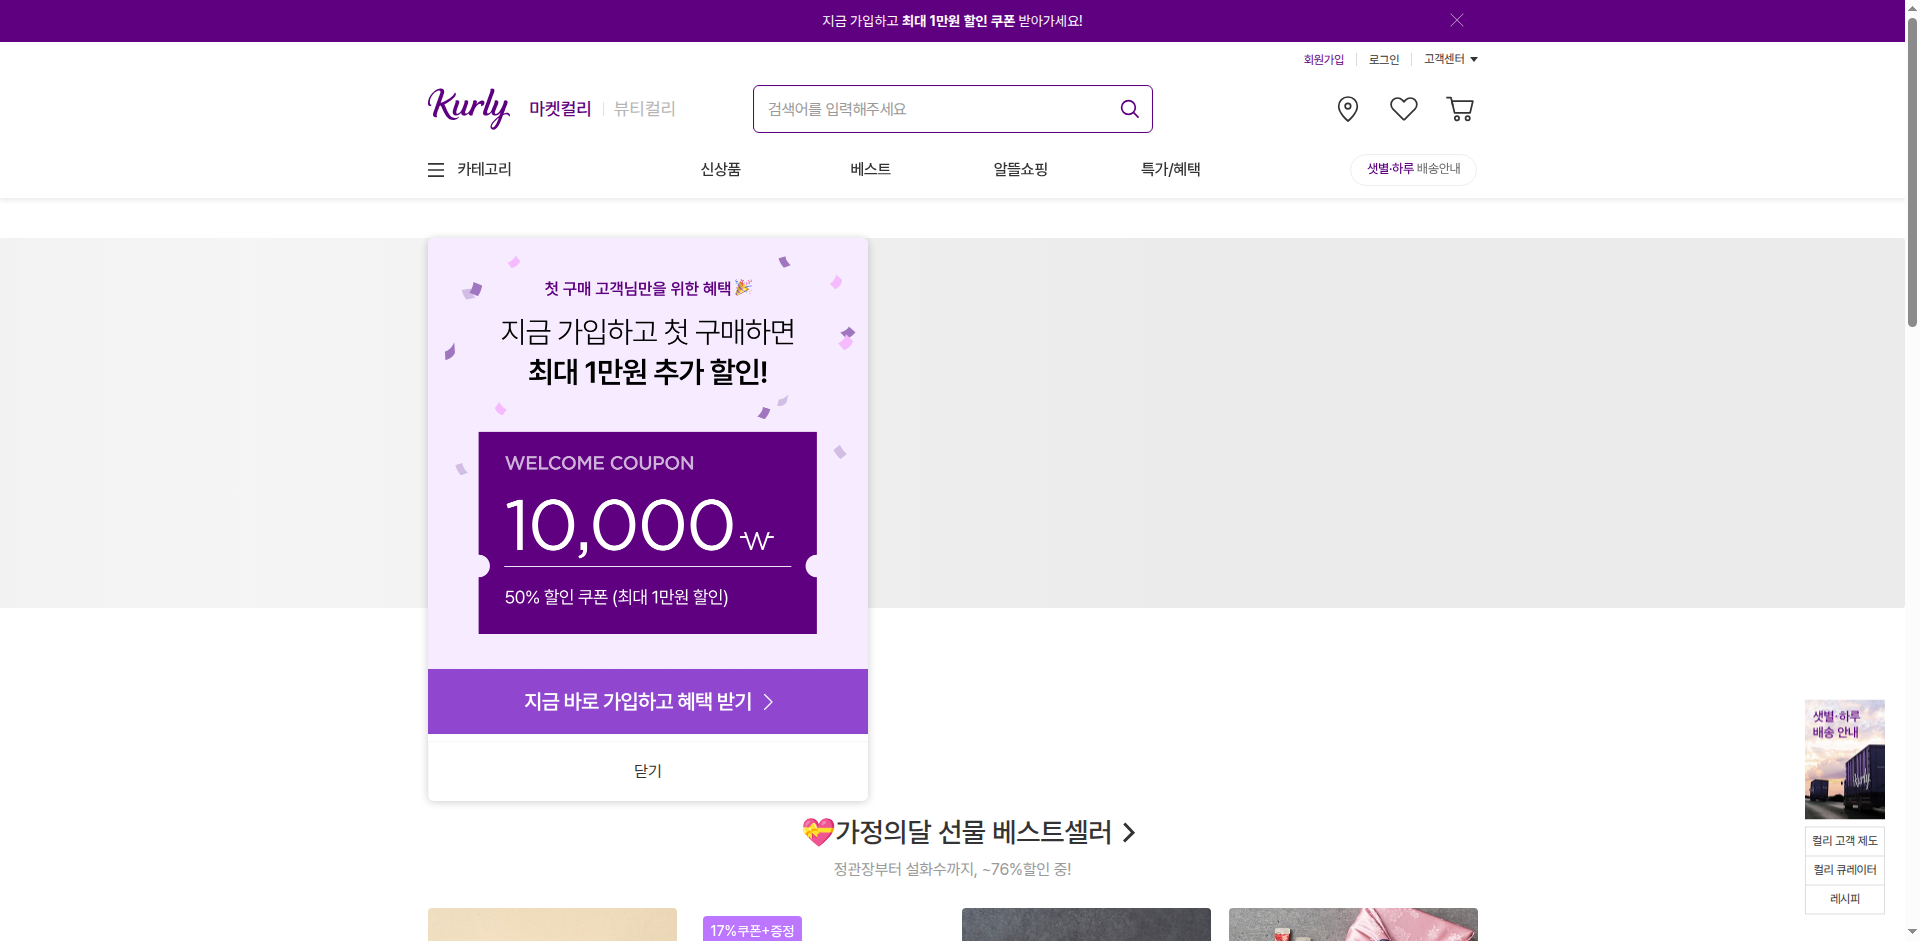 지금 가입하고 최대 1만원 할인 쿠폰 받아가세요!
회원가입 로그인 고객센터
Kurly 마켓컬리 뷰티컬리
검색어를 입력해주세요
카테고리 신상품 베스트 알뜰쇼핑 특가/혜택 샛별·하루 배송안내
첫 구매 고객님만을 위한 혜택 🎉
지금 가입하고 첫 구매하면
최대 1만원 추가 할인!
WELCOME COUPON
10,000₩
50% 할인 쿠폰 (최대 1만원 할인)
지금 바로 가입하고 혜택 받기 >
닫기
💝가정의달 선물 베스트셀러 >
정관장부터 설화수까지, ~76%할인 중!
17%쿠폰+증정
샛별·하루
배송 안내
Kurly
컬리 고객 제도
컬리 큐레이터
레시피